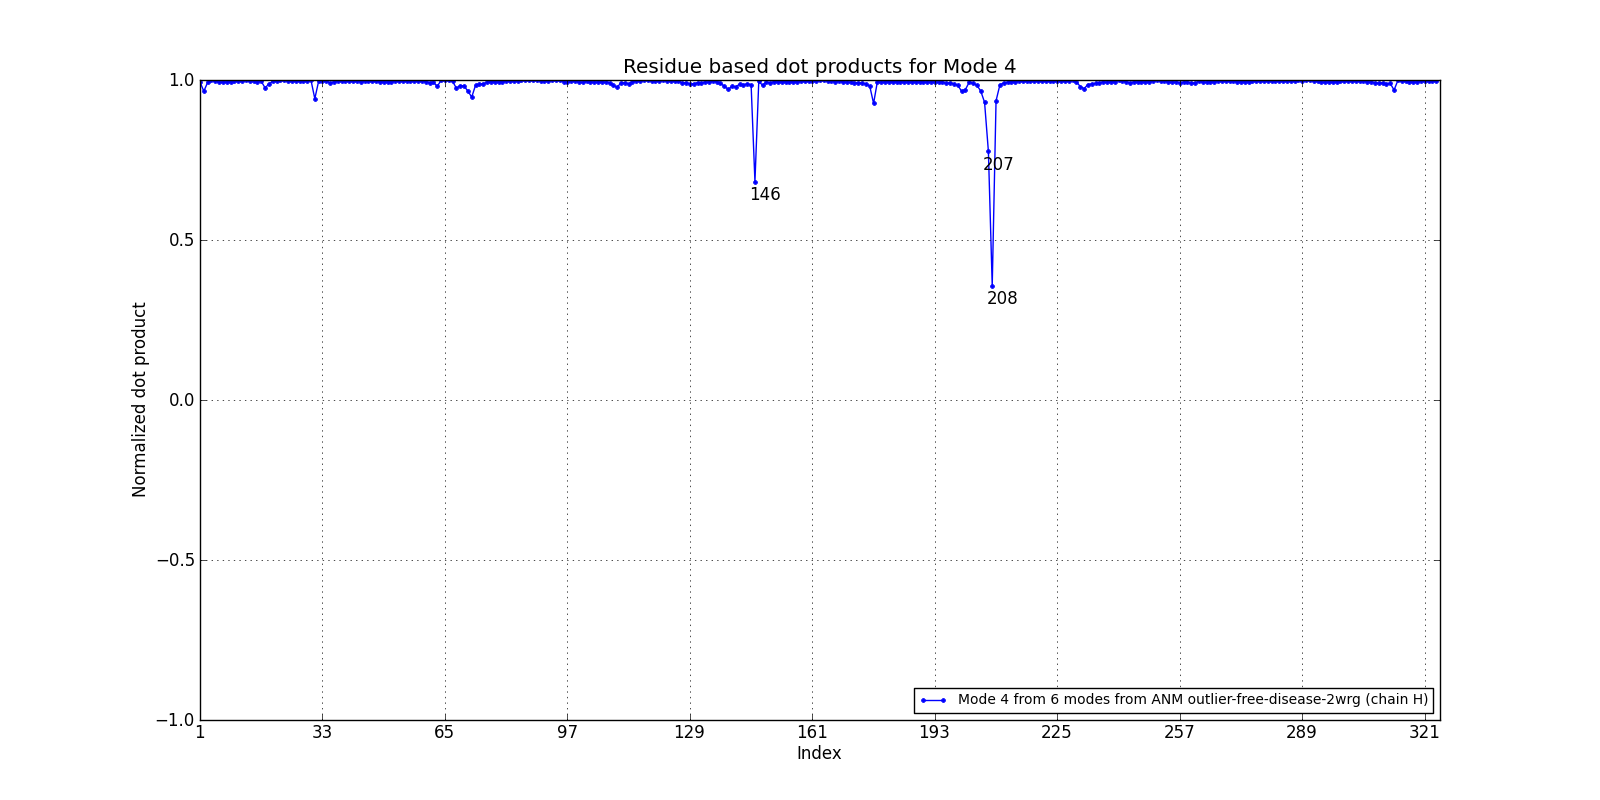 Residue based dot products for Mode 4
1.0
0.5
0.0
−0.5
−1.0
Normalized dot product
146
207
208
Mode 4 from 6 modes from ANM outlier-free-disease-2wrg (chain H)
1 33 65 97 129 161 193 225 257 289 321
Index